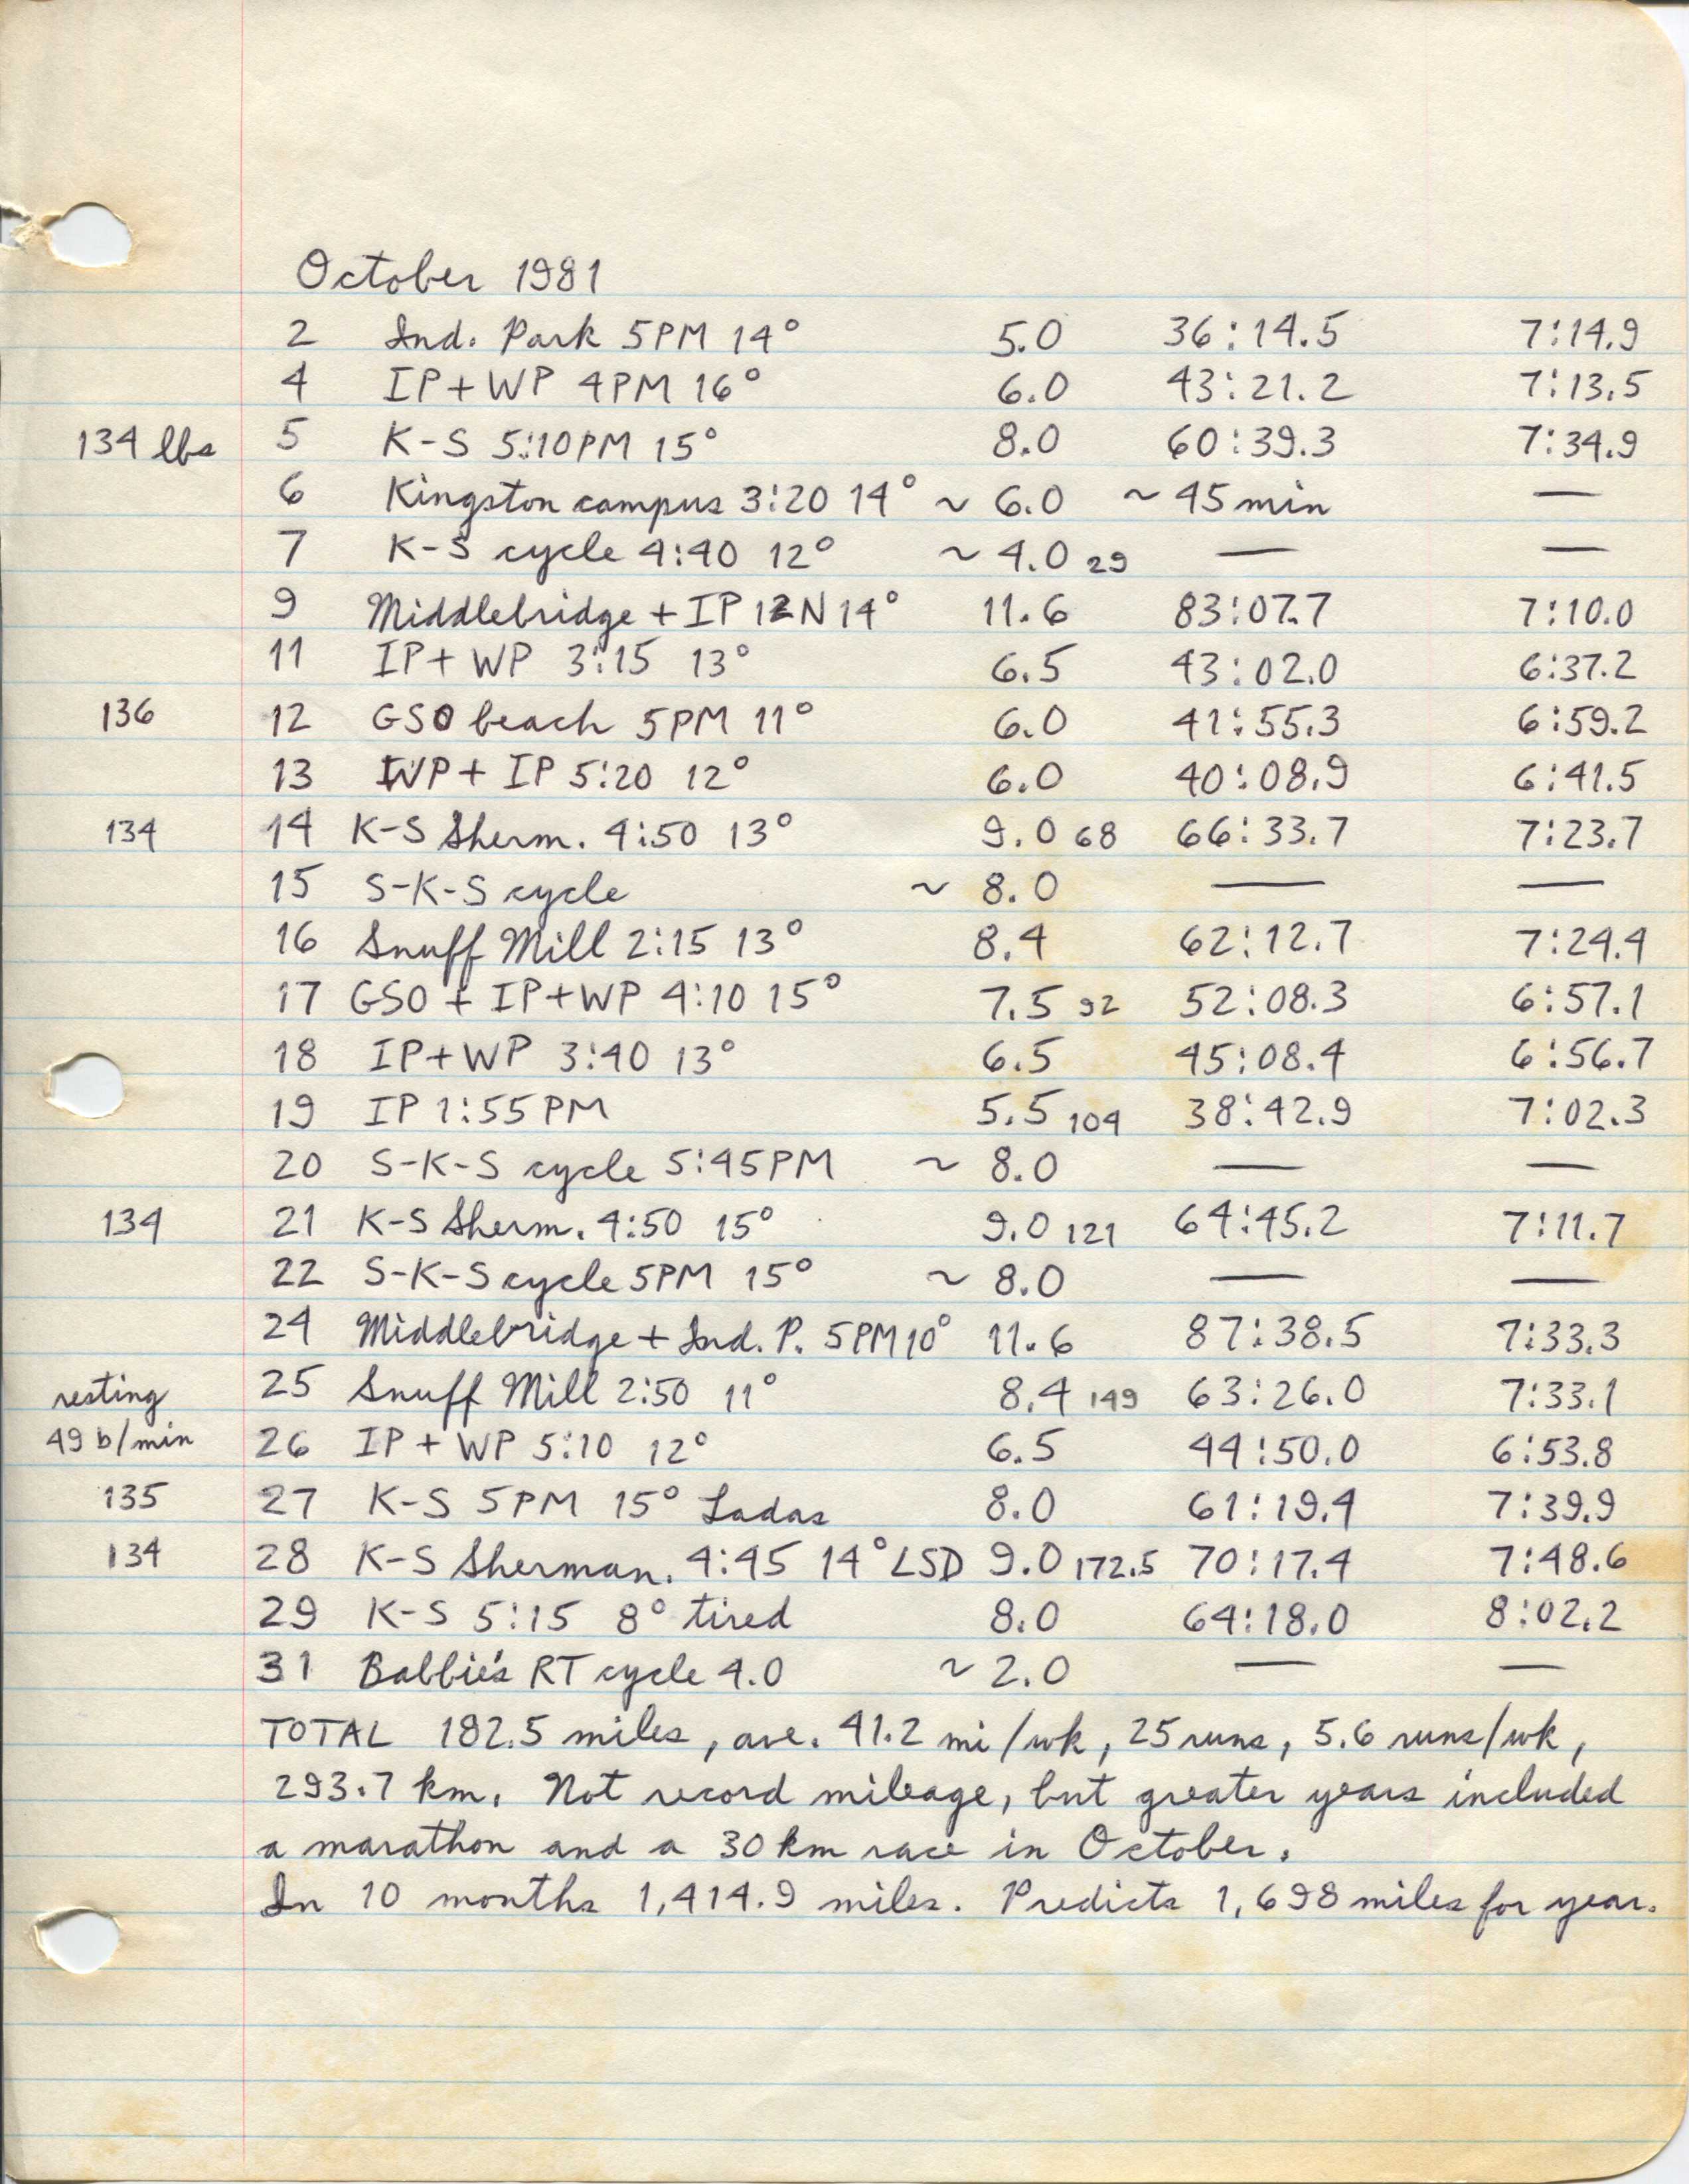 October 1981
2 Ind. Park 5PM 14° 5.0 36:14.5 7:14.9
4 IP+WP 4PM 16° 6.0 43:21.2 7:13.5
134 lbs 5 K-S 5:10PM 15° 8.0 60:39.3 7:34.9
6 Kingston campus 3:20 14° ~ 6.0 ~ 45 min —
7 K-S cycle 4:40 12° ~ 4.0 29 — —
9 Middlebridge + IP 12N 14° 11.6 83:07.7 7:10.0
11 IP+ WP 3:15 13° 6.5 43:02.0 6:37.2
136 12 GSO beach 5PM 11° 6.0 41:55.3 6:59.2
13 WP+ IP 5:20 12° 6.0 40:08.9 6:41.5
134 14 K-S Sherm. 4:50 13° 9.0 68 66:33.7 7:23.7
15 S-K-S cycle ~ 8.0 — —
16 Snuff Mill 2:15 13° 8.4 62:12.7 7:24.4
17 GSO + IP+WP 4:10 15° 7.5 92 52:08.3 6:57.1
18 IP+WP 3:40 13° 6.5 45:08.4 6:56.7
19 IP 1:55PM 5.5 104 38:42.9 7:02.3
20 S-K-S cycle 5:45PM ~ 8.0 — —
134 21 K-S Sherm. 4:50 15° 9.0 121 64:45.2 7:11.7
22 S-K-S cycle 5PM 15° ~ 8.0 — —
24 Middlebridge + Ind. P. 5PM 10° 11.6 87:38.5 7:33.3
resting 25 Snuff Mill 2:50 11° 8.4 149 63:26.0 7:33.1
49 b/min 26 IP + WP 5:10 12° 6.5 44:50.0 6:53.8
135 27 K-S 5PM 15° Ladas 8.0 61:19.4 7:39.9
134 28 K-S Sherman. 4:45 14° LSD 9.0 172.5 70:17.4 7:48.6
29 K-S 5:15 8° tired 8.0 64:18.0 8:02.2
31 Babbie's RT cycle 4.0 ~ 2.0 — —
TOTAL 182.5 miles, ave. 41.2 mi/wk, 25 runs, 5.6 runs/wk,
293.7 km. Not record mileage, but greater years included
a marathon and a 30 km race in October.
In 10 months 1,414.9 miles. Predicts 1,698 miles for year.